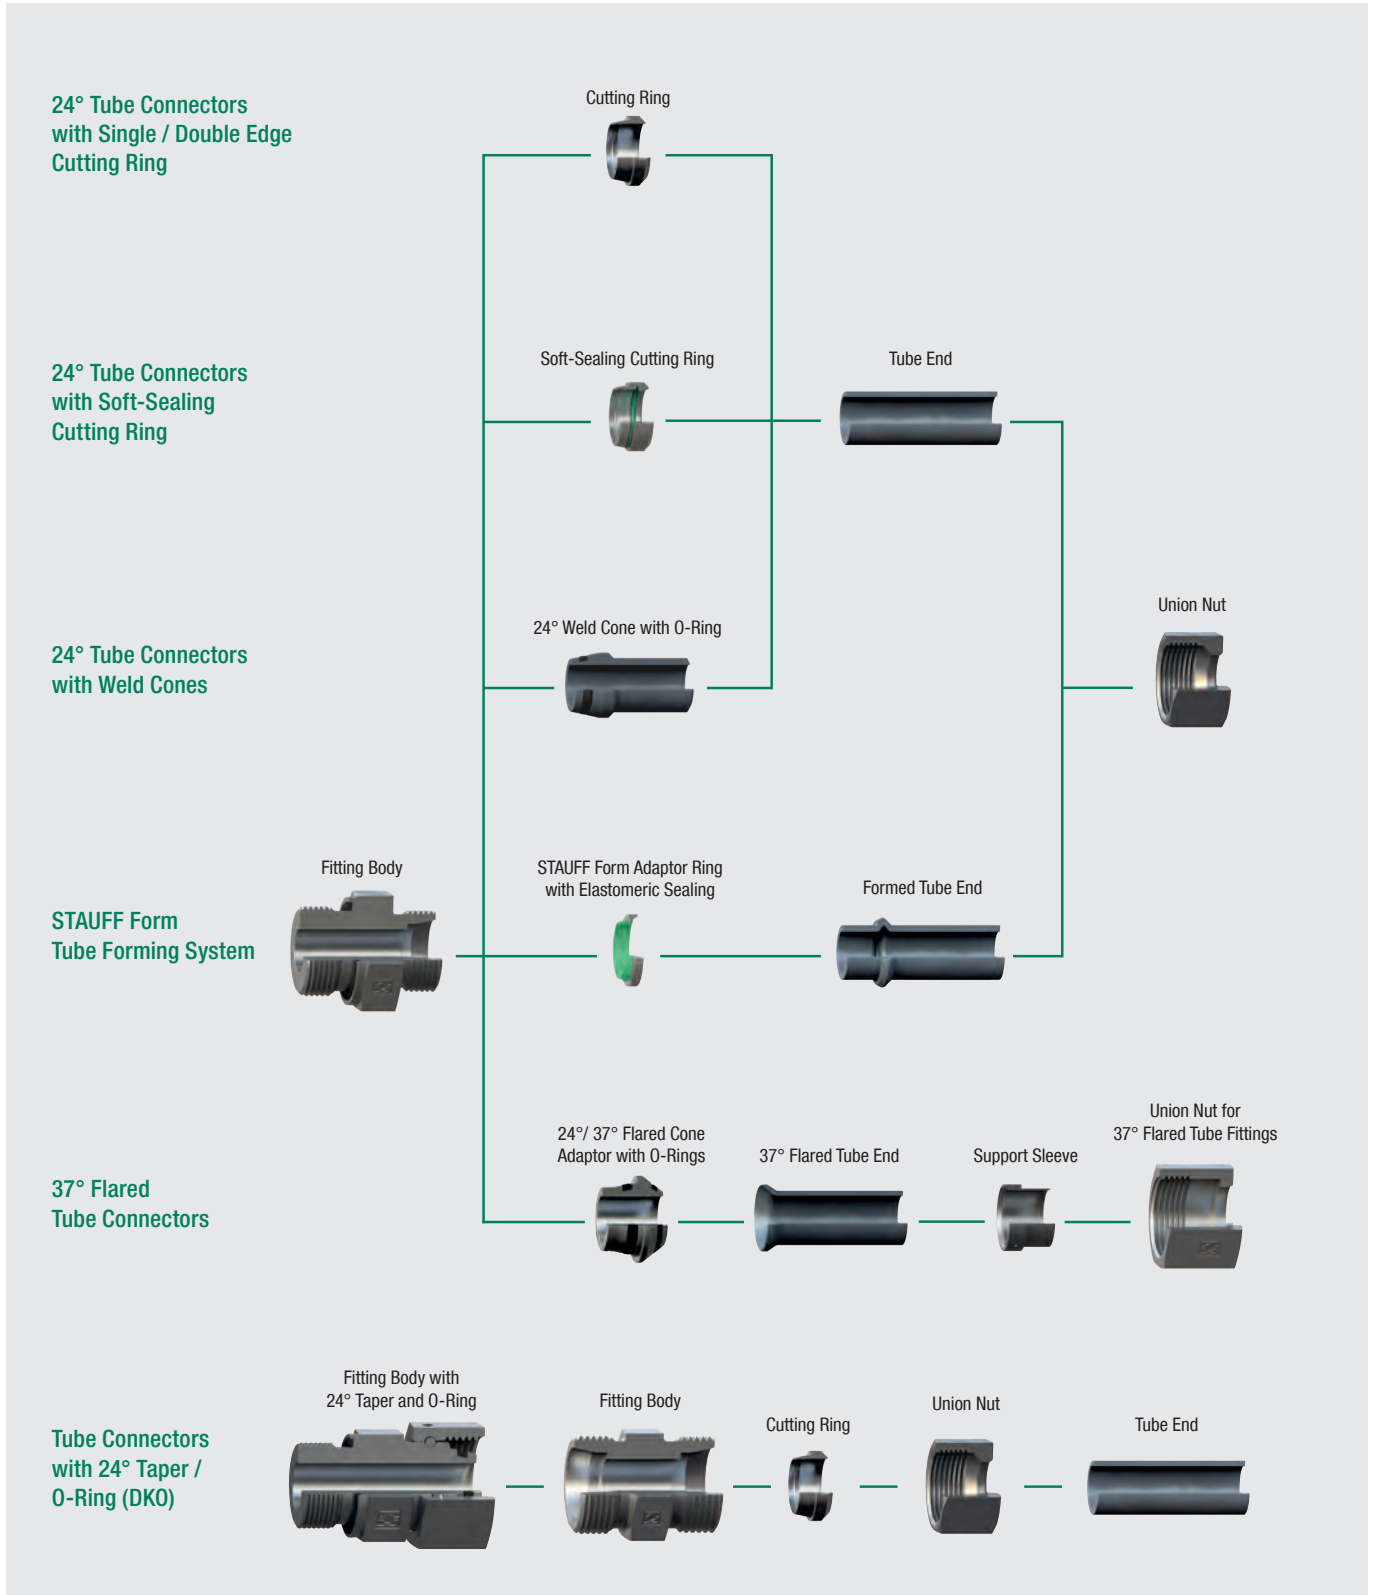 24° Tube Connectors
with Single / Double Edge
Cutting Ring
Cutting Ring
24° Tube Connectors
with Soft-Sealing
Cutting Ring
Soft-Sealing Cutting Ring
Tube End
24° Tube Connectors
with Weld Cones
24° Weld Cone with O-Ring
Union Nut
STAUFF Form
Tube Forming System
Fitting Body
STAUFF Form Adaptor Ring
with Elastomeric Sealing
Formed Tube End
37° Flared
Tube Connectors
24°/ 37° Flared Cone
Adaptor with O-Rings
37° Flared Tube End
Support Sleeve
Union Nut for
37° Flared Tube Fittings
Tube Connectors
with 24° Taper /
O-Ring (DKO)
Fitting Body with
24° Taper and O-Ring
Fitting Body
Cutting Ring
Union Nut
Tube End